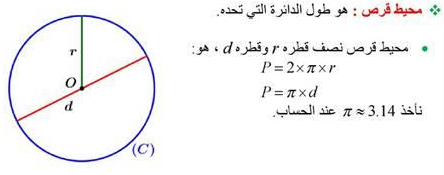 محيط قرص : هو طول الدائرة التي تحده.
محيط قرص نصف قطره r وقطره d ، هو:
P = 2×π×r
P = π×d
نأخذ π ≈ 3.14 عند الحساب.
r
O
d
(C)